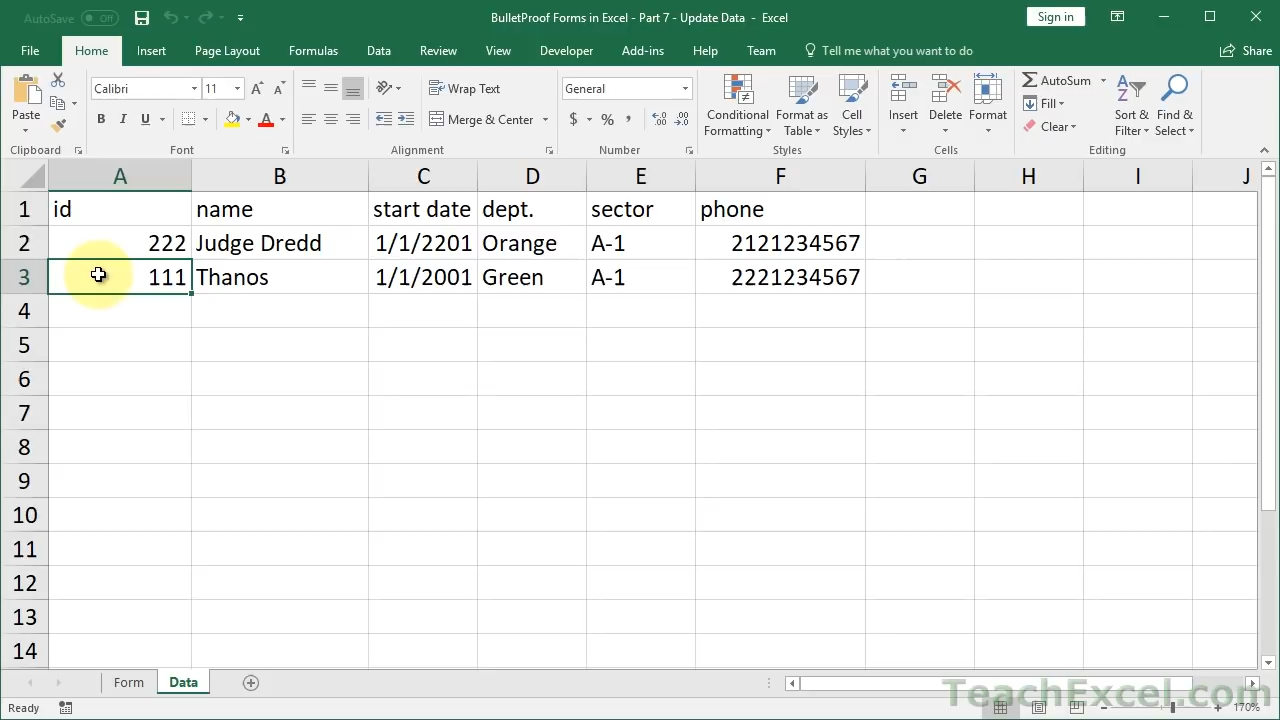 AutoSave Off BulletProof Forms in Excel - Part 7 - Update Data - Excel Sign in
File Home Insert Page Layout Formulas Data Review View Developer Add-ins Help Team Tell me what you want to do Share
Calibri 11 Wrap Text General AutoSum
Fill
Paste B I U Merge & Center $ % , Conditional Formatting Format as Table Cell Styles Insert Delete Format Clear Sort & Filter Find & Select
Clipboard Font Alignment Number Styles Cells Editing
A B C D E F G H I J
1 id name start date dept. sector phone
2 222 Judge Dredd 1/1/2201 Orange A-1 2121234567
3 111 Thanos 1/1/2001 Green A-1 2221234567
4
5
6
7
8
9
10
11
12
13
14
Form Data
TeachExcel.com
Ready 170%